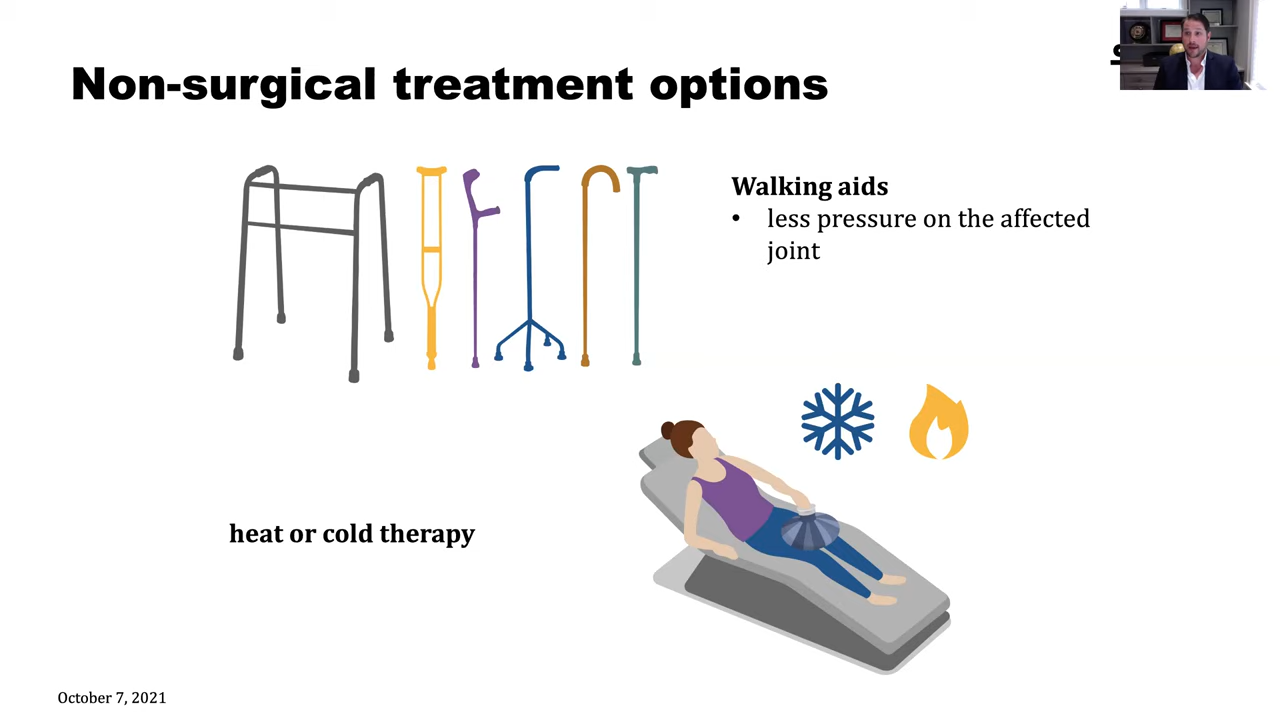 Non-surgical treatment options
Walking aids
• less pressure on the affected
joint
heat or cold therapy
October 7, 2021